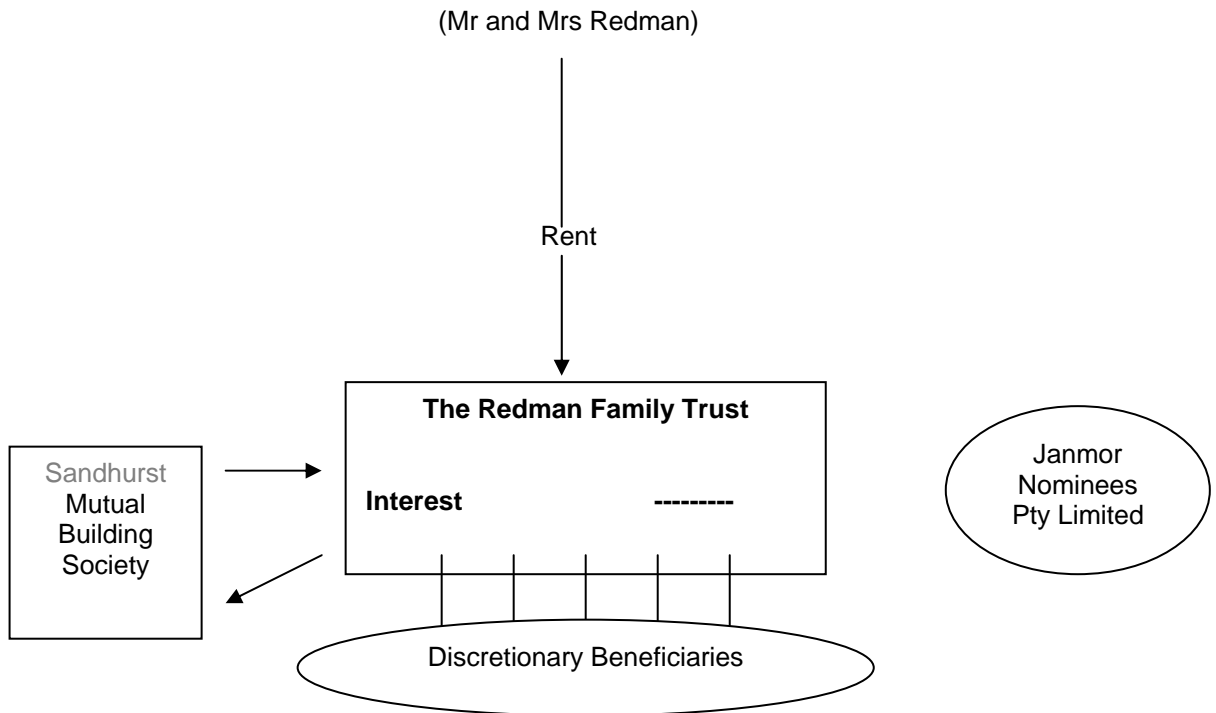 (Mr and Mrs Redman)
Rent
The Redman Family Trust
Sandhurst
Mutual
Building
Society
Interest ---------
Janmor
Nominees
Pty Limited
Discretionary Beneficiaries